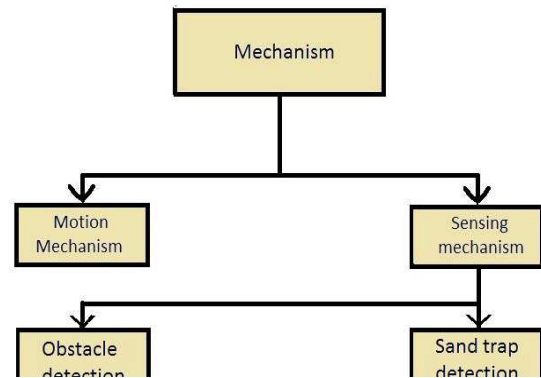 Mechanism
Motion
Mechanism
Sensing
mechanism
Obstacle
detection
Sand trap
detection